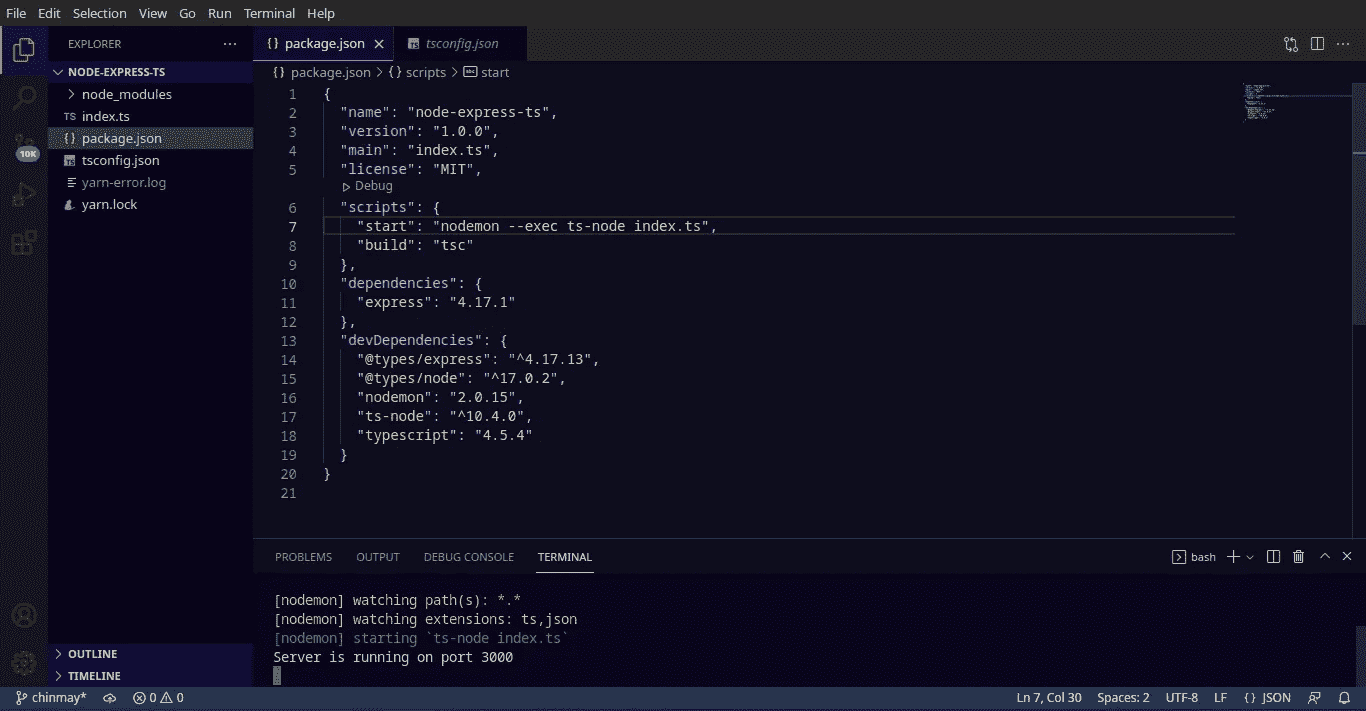 File Edit Selection View Go Run Terminal Help
EXPLORER ···
{} package.json × TS tsconfig.json
NODE-EXPRESS-TS
node_modules
TS index.ts
{} package.json
TS tsconfig.json
yarn-error.log
yarn.lock
10K
{} package.json > {} scripts > abc start
1 {
2 "name": "node-express-ts",
3 "version": "1.0.0",
4 "main": "index.ts",
5 "license": "MIT",
Debug
6 "scripts": {
7 "start": "nodemon --exec ts-node index.ts",
8 "build": "tsc"
9 },
10 "dependencies": {
11 "express": "4.17.1"
12 },
13 "devDependencies": {
14 "@types/express": "^4.17.13",
15 "@types/node": "^17.0.2",
16 "nodemon": "2.0.15",
17 "ts-node": "^10.4.0",
18 "typescript": "4.5.4"
19 }
20 }
21
PROBLEMS OUTPUT DEBUG CONSOLE TERMINAL
bash
[nodemon] watching path(s): *.*
[nodemon] watching extensions: ts,json
[nodemon] starting `ts-node index.ts`
Server is running on port 3000
OUTLINE
TIMELINE
chinmay* 0 0 Ln 7, Col 30 Spaces: 2 UTF-8 LF {} JSON